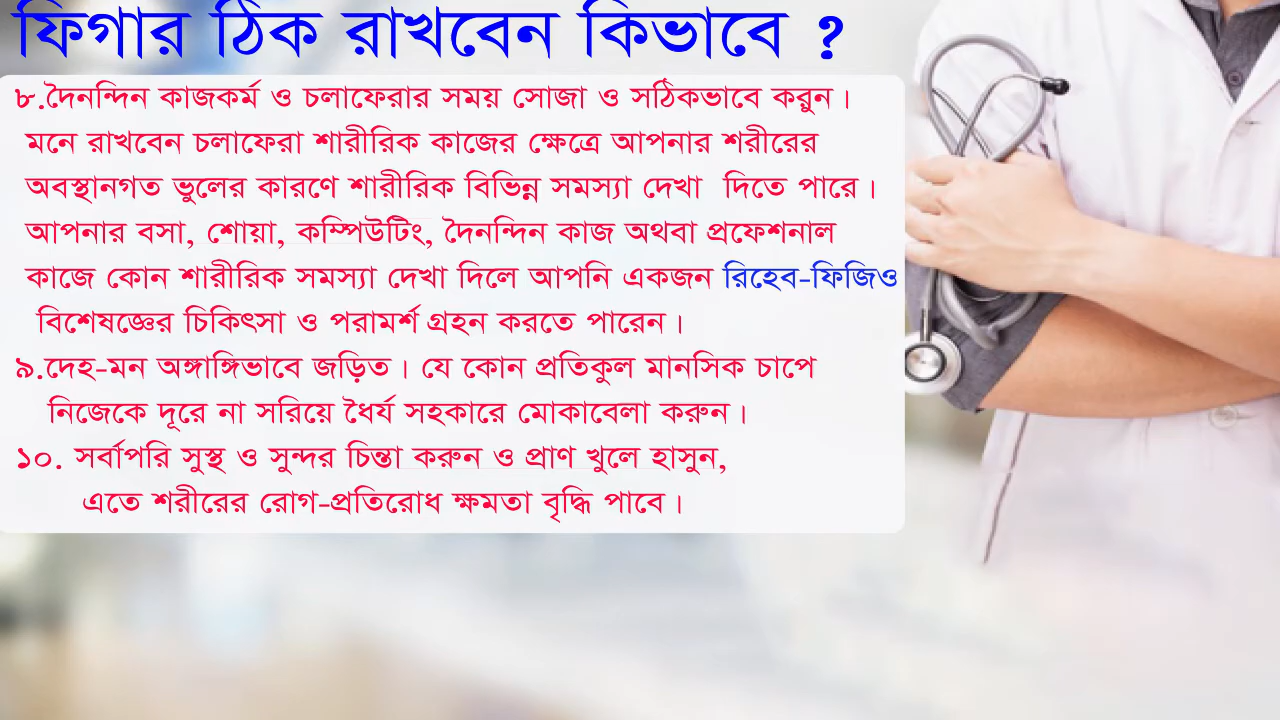 ফিগার ঠিক রাখবেন কিভাবে ?
৮.দৈনন্দিন কাজকর্ম ও চলাফেরার সময় সোজা ও সঠিকভাবে করুন।
মনে রাখবেন চলাফেরা শারীরিক কাজের ক্ষেত্রে আপনার শরীরের
অবস্থানগত ভুলের কারণে শারীরিক বিভিন্ন সমস্যা দেখা দিতে পারে।
আপনার বসা, শোয়া, কম্পিউটিং, দৈনন্দিন কাজ অথবা প্রফেশনাল
কাজে কোন শারীরিক সমস্যা দেখা দিলে আপনি একজন রিহেব-ফিজিও
বিশেষজ্ঞের চিকিৎসা ও পরামর্শ গ্রহন করতে পারেন।
৯.দেহ-মন অঙ্গাঙ্গিভাবে জড়িত। যে কোন প্রতিকুল মানসিক চাপে
নিজেকে দূরে না সরিয়ে ধৈর্য সহকারে মোকাবেলা করুন।
১০. সর্বাপরি সুস্থ ও সুন্দর চিন্তা করুন ও প্রাণ খুলে হাসুন,
এতে শরীরের রোগ-প্রতিরোধ ক্ষমতা বৃদ্ধি পাবে।